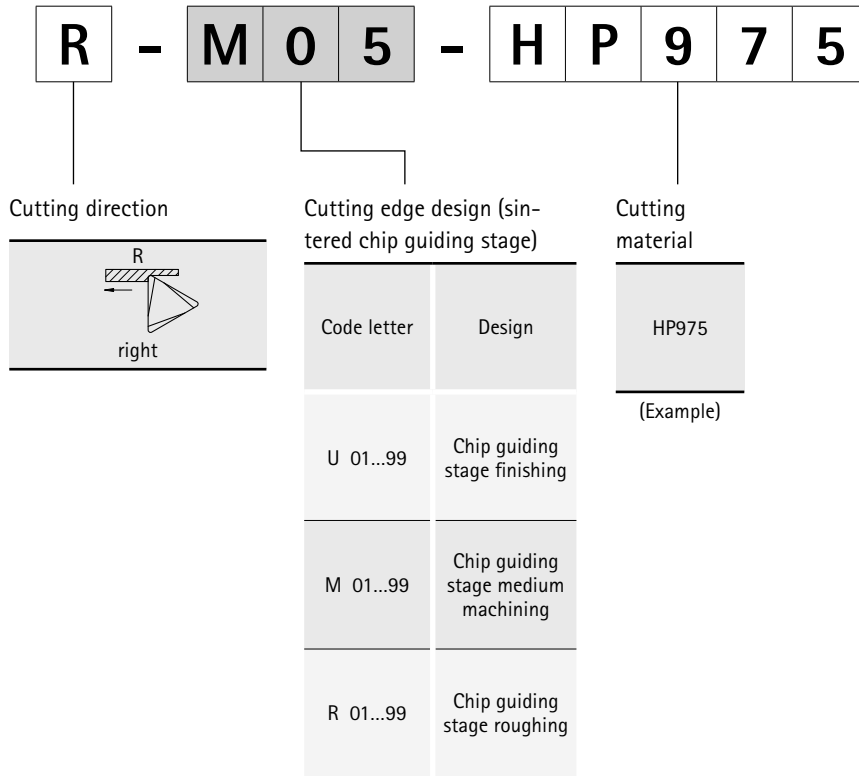 R - M 0 5 - H P 9 7 5
Cutting direction
R
right
Cutting edge design (sin-
tered chip guiding stage)
Code letter Design
U 01...99 Chip guiding
stage finishing
M 01...99 Chip guiding
stage medium
machining
R 01...99 Chip guiding
stage roughing
Cutting
material
HP975
(Example)